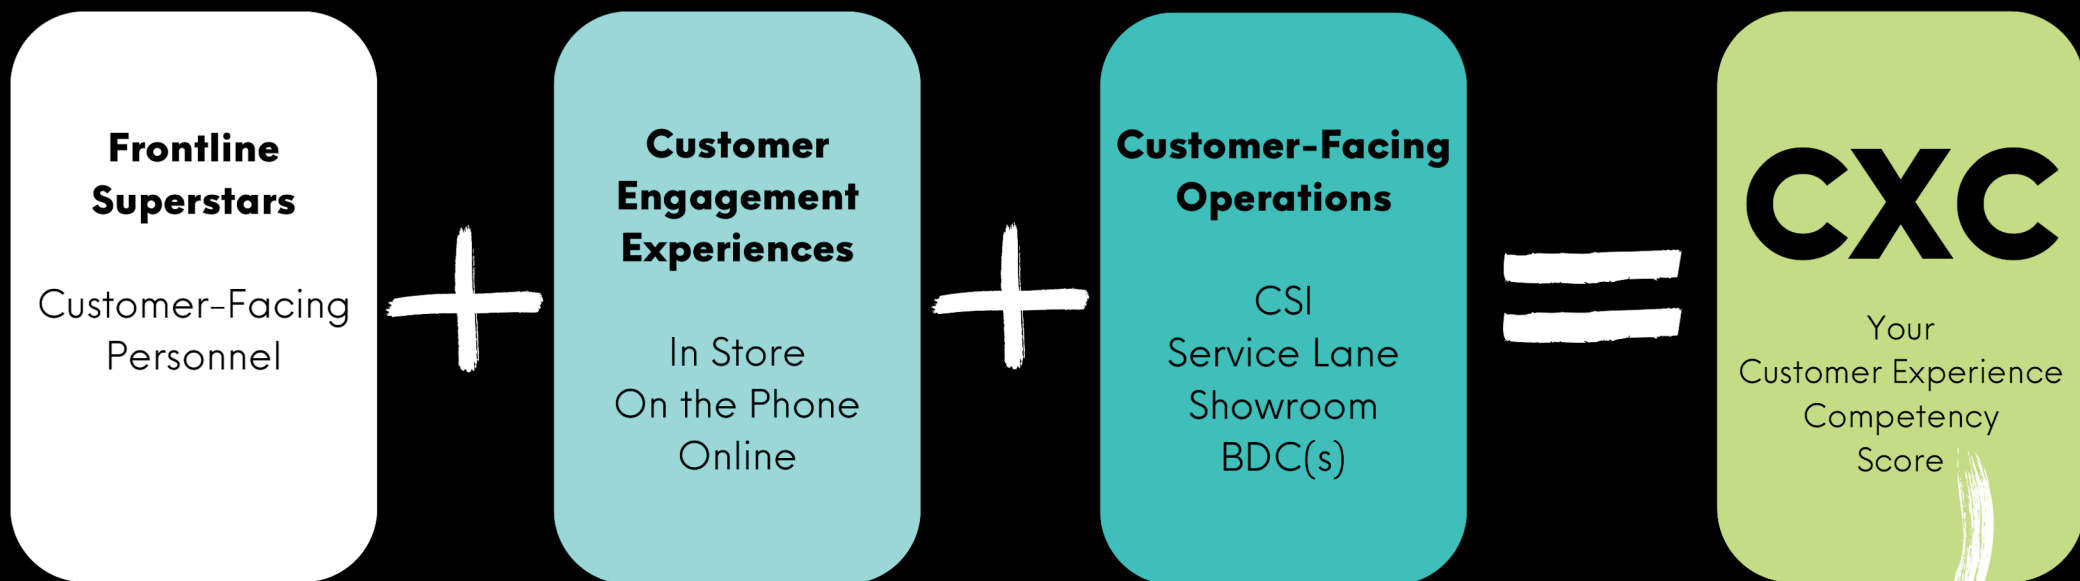 Frontline
Superstars
Customer-Facing
Personnel
+
Customer
Engagement
Experiences
In Store
On the Phone
Online
+
Customer-Facing
Operations
CSI
Service Lane
Showroom
BDC(s)
=
CXC
Your
Customer Experience
Competency
Score